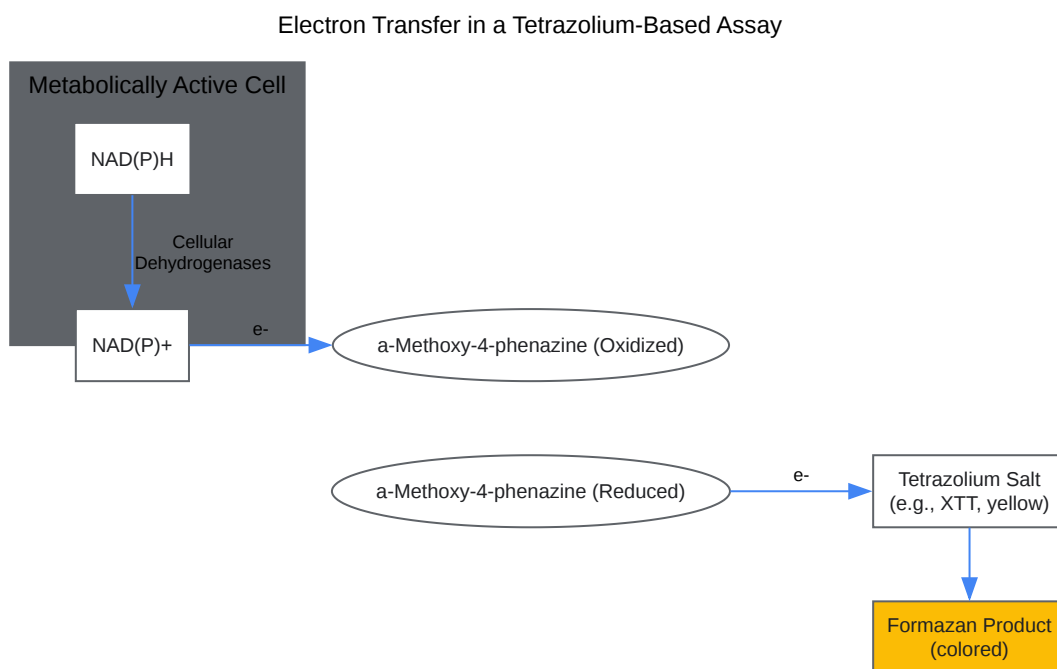 Electron Transfer in a Tetrazolium-Based Assay
Metabolically Active Cell
NAD(P)H
Cellular
Dehydrogenases
NAD(P)+
e-
a-Methoxy-4-phenazine (Oxidized)
a-Methoxy-4-phenazine (Reduced)
e-
Tetrazolium Salt
(e.g., XTT, yellow)
Formazan Product
(colored)